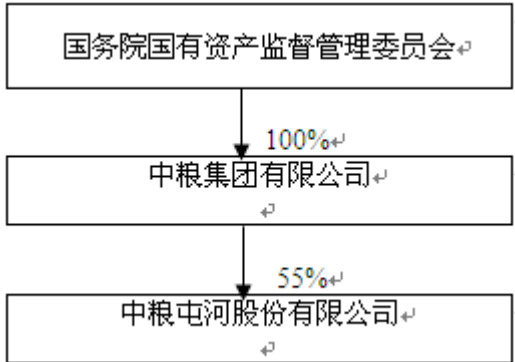 国务院国有资产监督管理委员会↵
100%↵
中粮集团有限公司↵
↵
55%↵
中粮屯河股份有限公司↵
↵